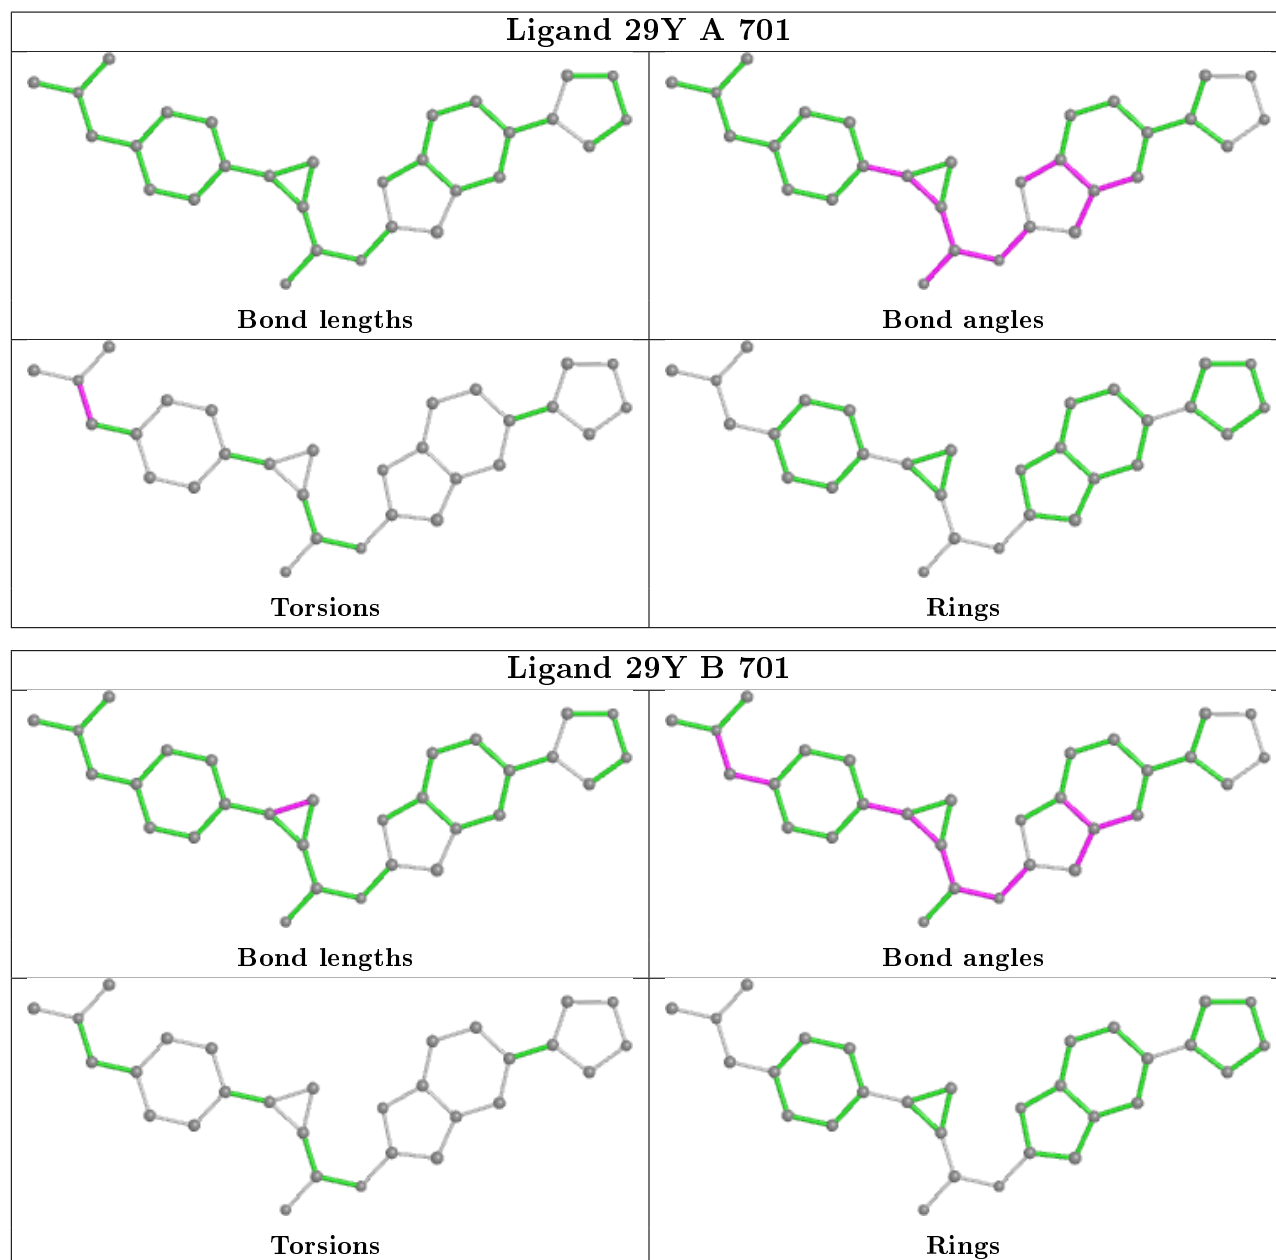 Ligand 29Y A 701
Bond lengths
Bond angles
Torsions
Rings
Ligand 29Y B 701
Bond lengths
Bond angles
Torsions
Rings